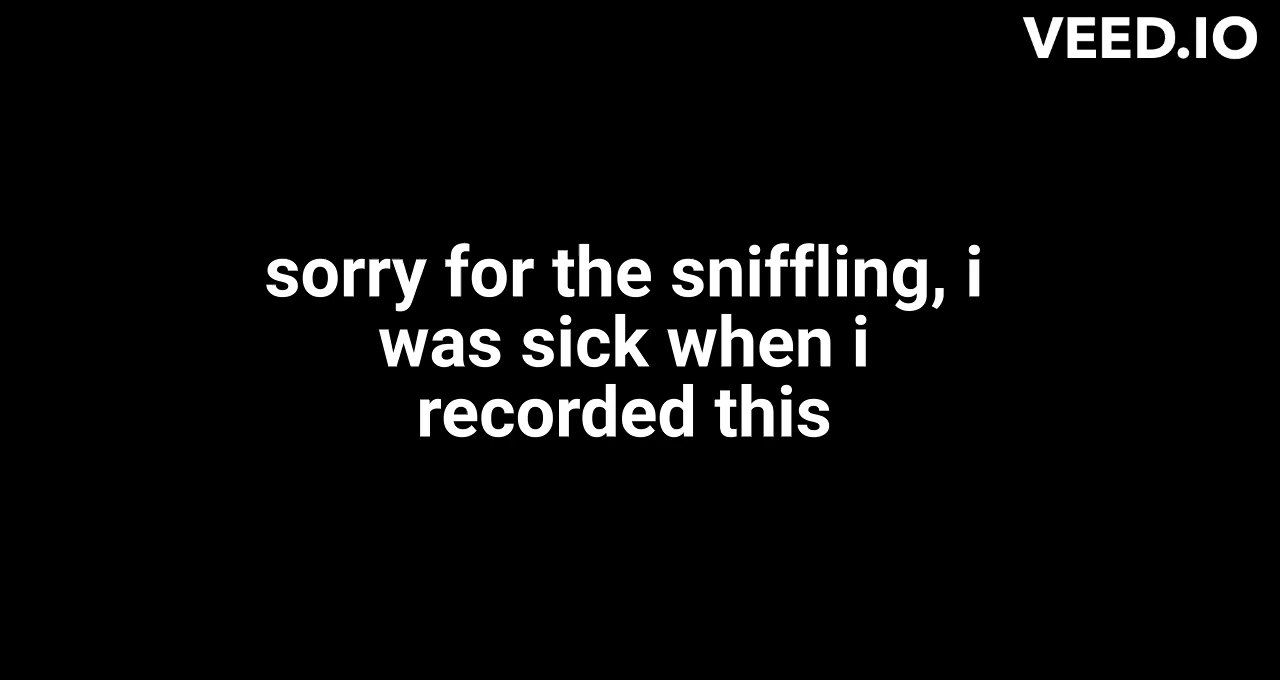 VEED.IO
sorry for the sniffling, i
was sick when i
recorded this